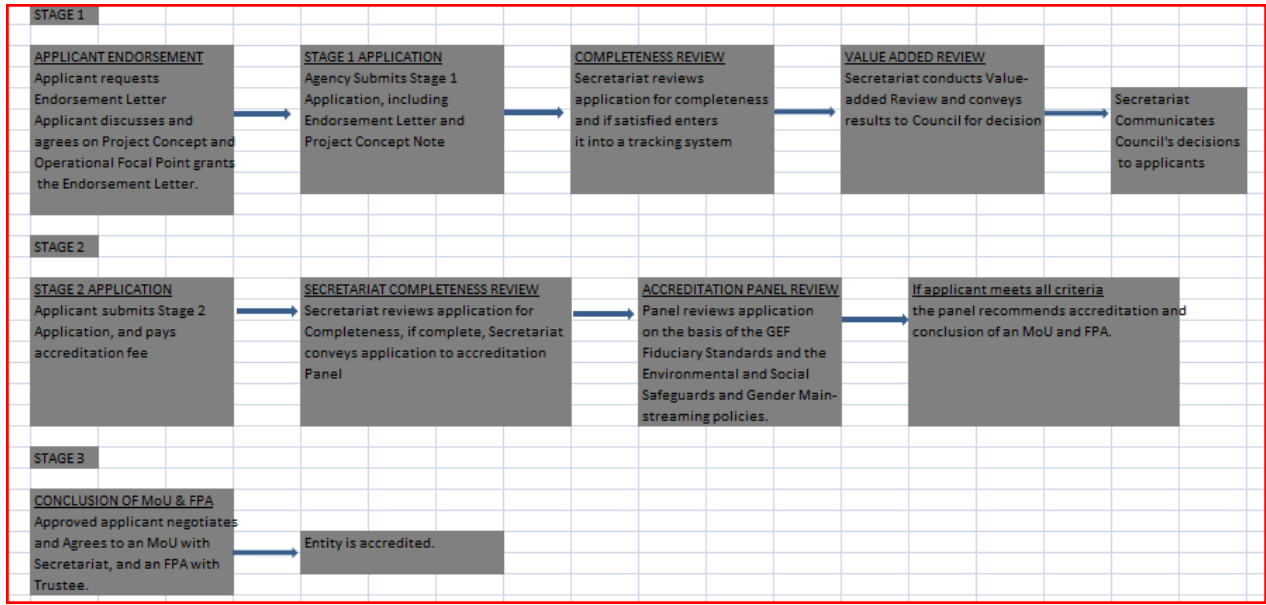 STAGE 1
APPLICANT ENDORSEMENT
Applicant requests
Endorsement Letter
Applicant discusses and
agrees on Project Concept and
Operational Focal Point grants
the Endorsement Letter.
STAGE 1 APPLICATION
Agency Submits Stage 1
Application, including
Endorsement Letter and
Project Concept Note
COMPLETENESS REVIEW
Secretariat reviews
application for completeness
and if satisfied enters
it into a tracking system
VALUE ADDED REVIEW
Secretariat conducts Value-
added Review and conveys
results to Council for decision
Secretariat
Communicates
Council's decisions
to applicants
STAGE 2
STAGE 2 APPLICATION
Applicant submits Stage 2
Application, and pays
accreditation fee
SECRETARIAT COMPLETENESS REVIEW
Secretariat reviews application for
Completeness, if complete, Secretariat
conveys application to accreditation
Panel
ACCREDITATION PANEL REVIEW
Panel reviews application
on the basis of the GEF
Fiduciary Standards and the
Environmental and Social
Safeguards and Gender Main-
streaming policies.
If applicant meets all criteria
the panel recommends accreditation and
conclusion of an MoU and FPA.
STAGE 3
CONCLUSION OF MoU & FPA
Approved applicant negotiates
and Agrees to an MoU with
Secretariat, and an FPA with
Trustee.
Entity is accredited.